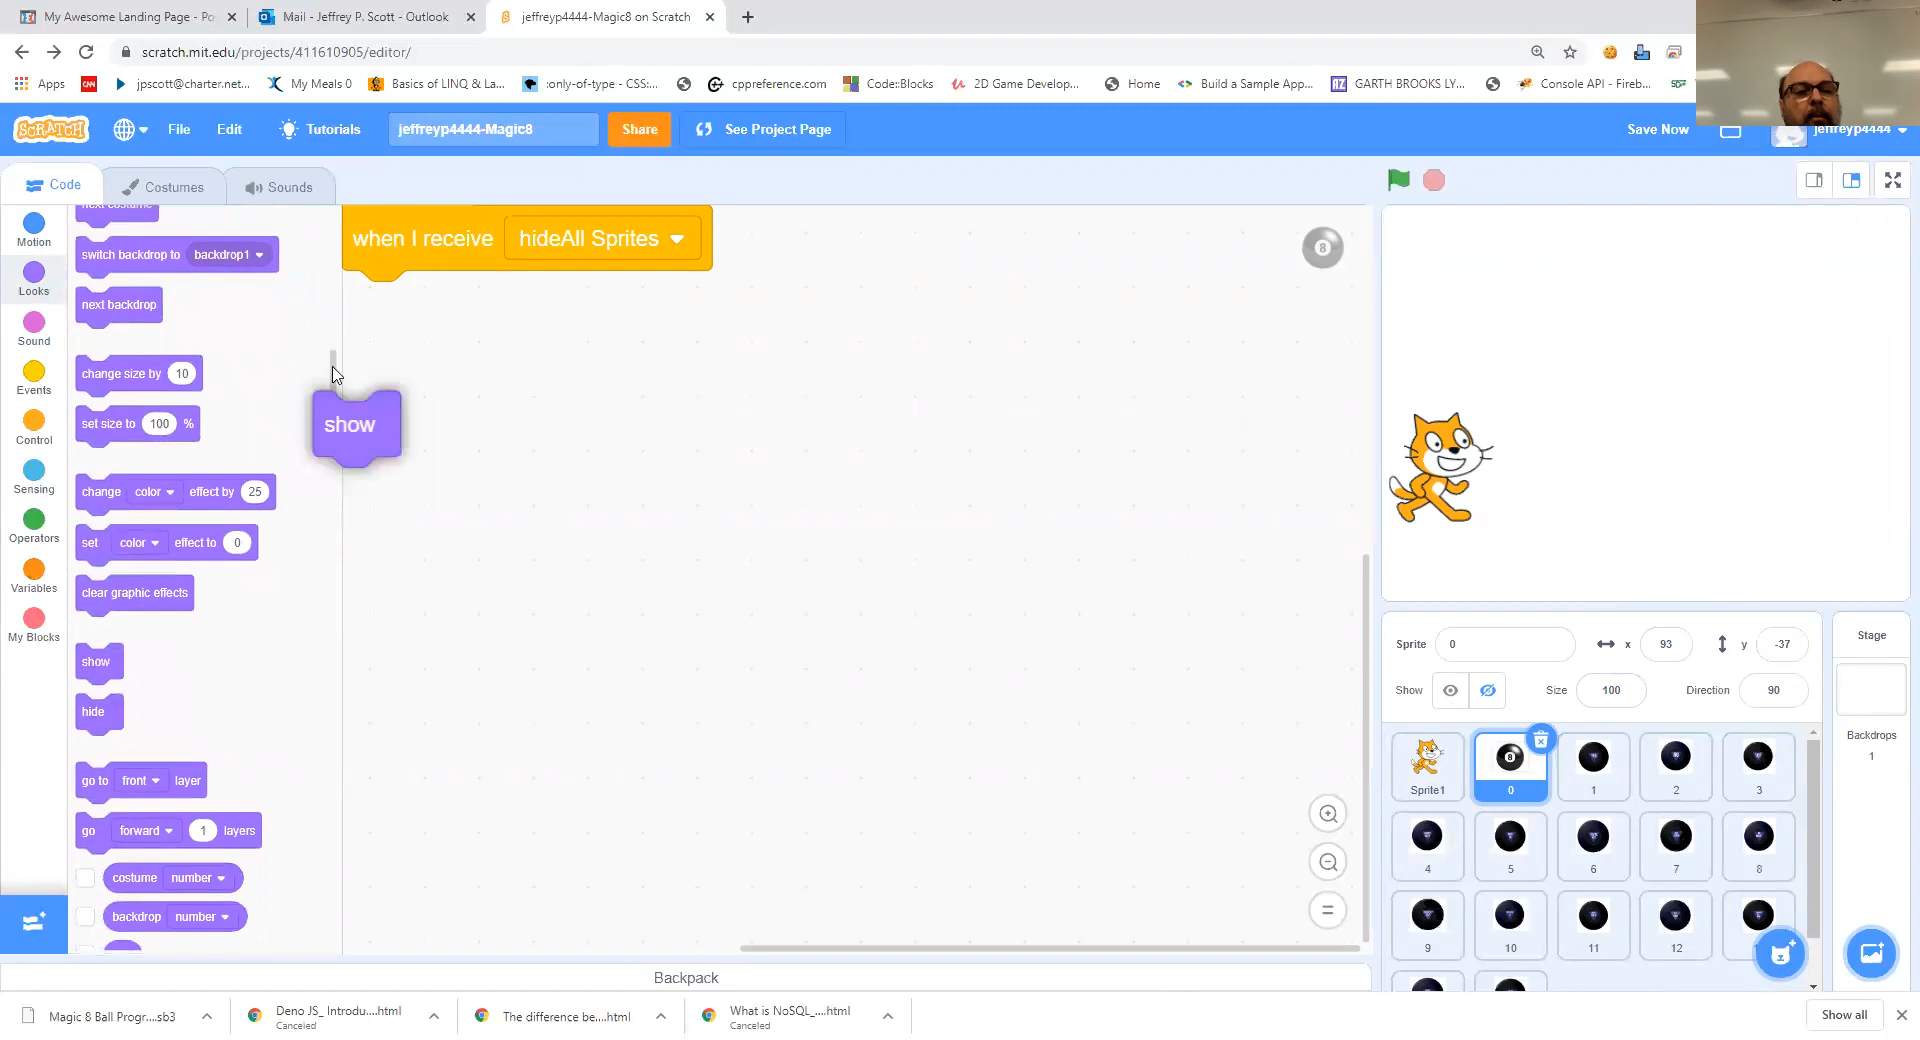 My Awesome Landing Page - Po
Mail - Jeffrey P. Scott - Outlook
jeffreyp4444-Magic8 on Scratch
scratch.mit.edu/projects/411610905/editor/
Apps
CNN
jpscott@charter.net...
My Meals 0
Basics of LINQ & La...
:only-of-type - CSS:...
cppreference.com
Code::Blocks
2D Game Develop...
Home
Build a Sample App...
GARTH BROOKS LY...
Console API - Fireb...
SCRATCH
File
Edit
Tutorials
jeffreyp4444-Magic8
Share
See Project Page
Save Now
jeffreyp4444
Code
Costumes
Sounds
Motion
Looks
Sound
Events
Control
Sensing
Operators
Variables
My Blocks
next costume
switch backdrop to backdrop1
next backdrop
change size by 10
set size to 100 %
change color effect by 25
set color effect to 0
clear graphic effects
show
hide
go to front layer
go forward 1 layers
costume number
backdrop number
when I receive hideAll Sprites
show
8
Sprite 0 x 93 y -37
Show Size 100 Direction 90
Stage
Backdrops
1
Sprite1
8
0
1
2
3
4
5
6
7
8
9
10
11
12
Backpack
Magic 8 Ball Progr....sb3
Deno JS_ Introdu....html
Canceled
The difference be....html
What is NoSQL_....html
Canceled
Show all